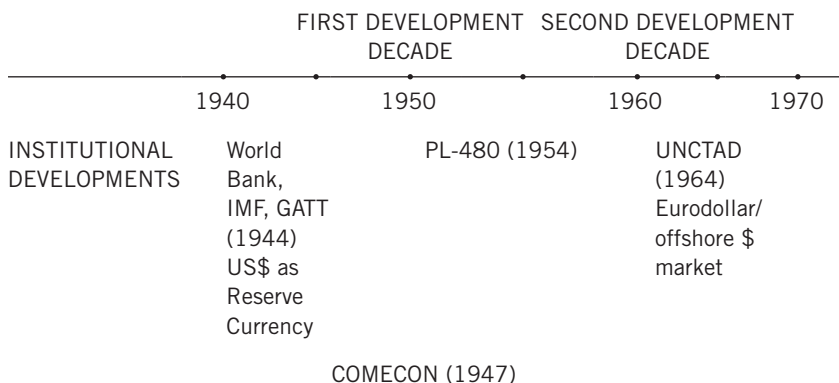 FIRST DEVELOPMENT DECADE
SECOND DEVELOPMENT DECADE
1940 1950 1960 1970
INSTITUTIONAL
DEVELOPMENTS
World
Bank,
IMF, GATT
(1944)
US$ as
Reserve
Currency
PL-480 (1954)
UNCTAD
(1964)
Eurodollar/
offshore $
market
COMECON (1947)